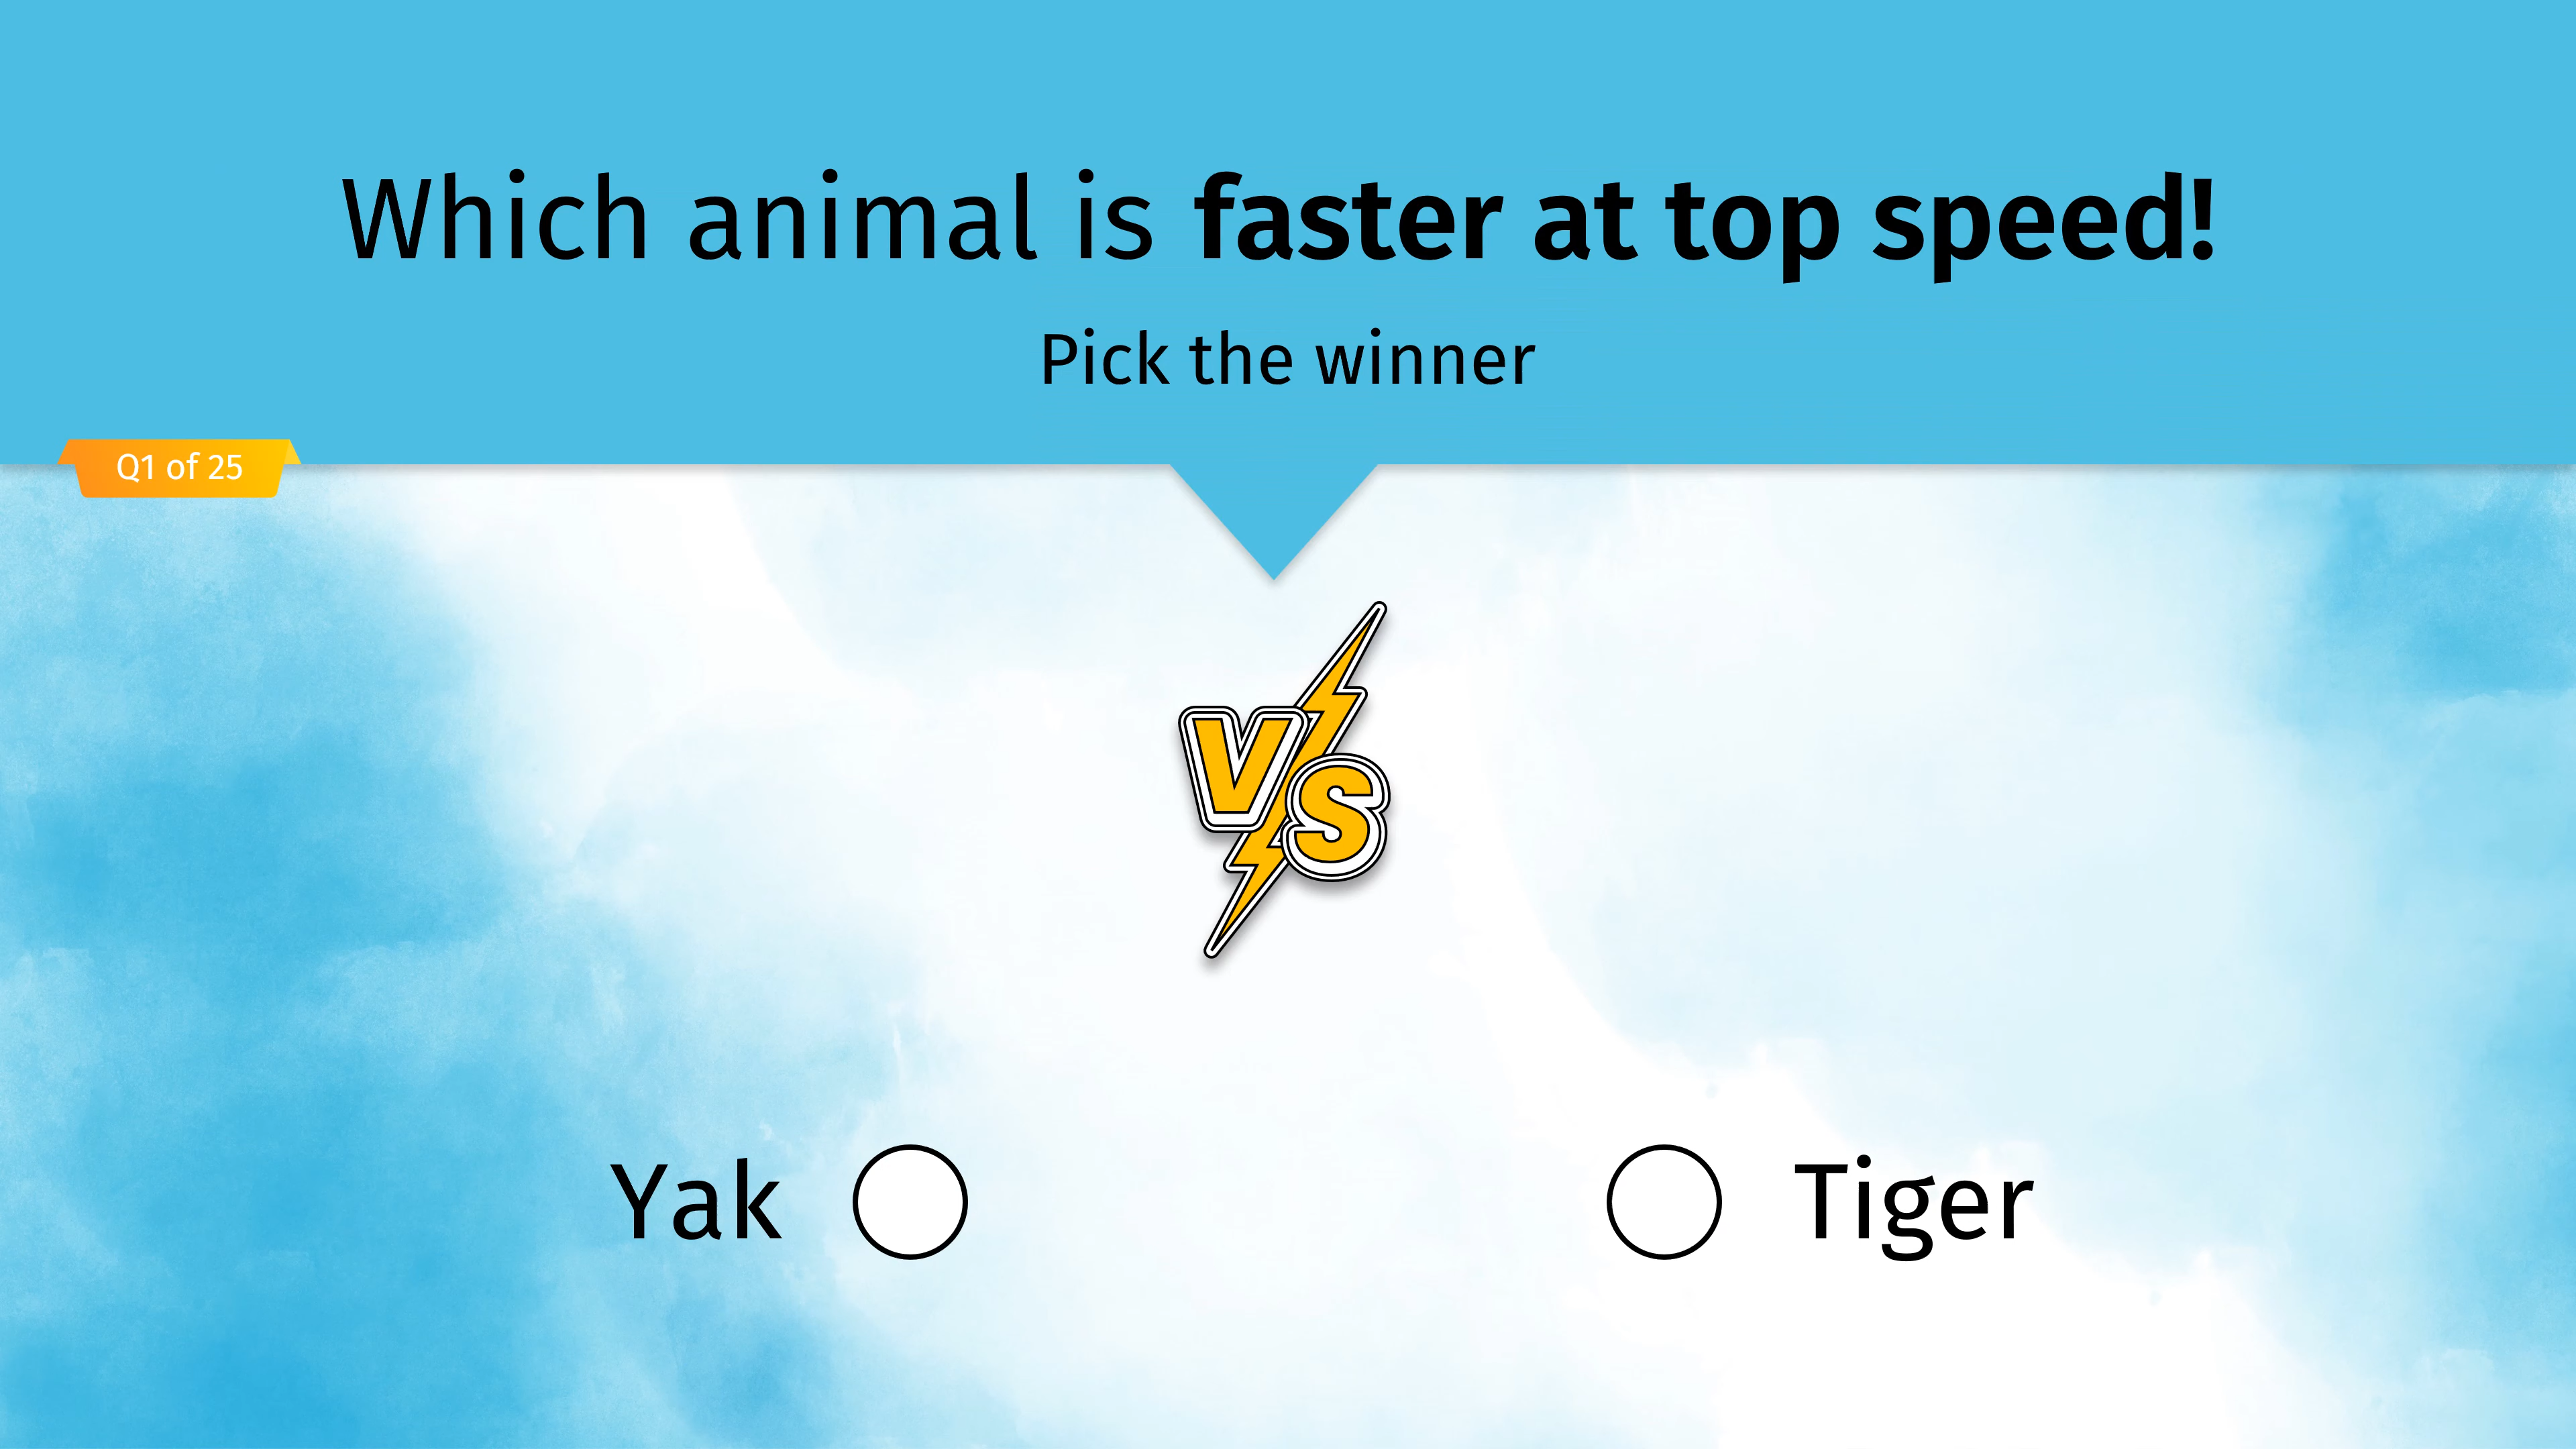 Which animal is faster at top speed!
Pick the winner
Q1 of 25
VS
Yak
Tiger